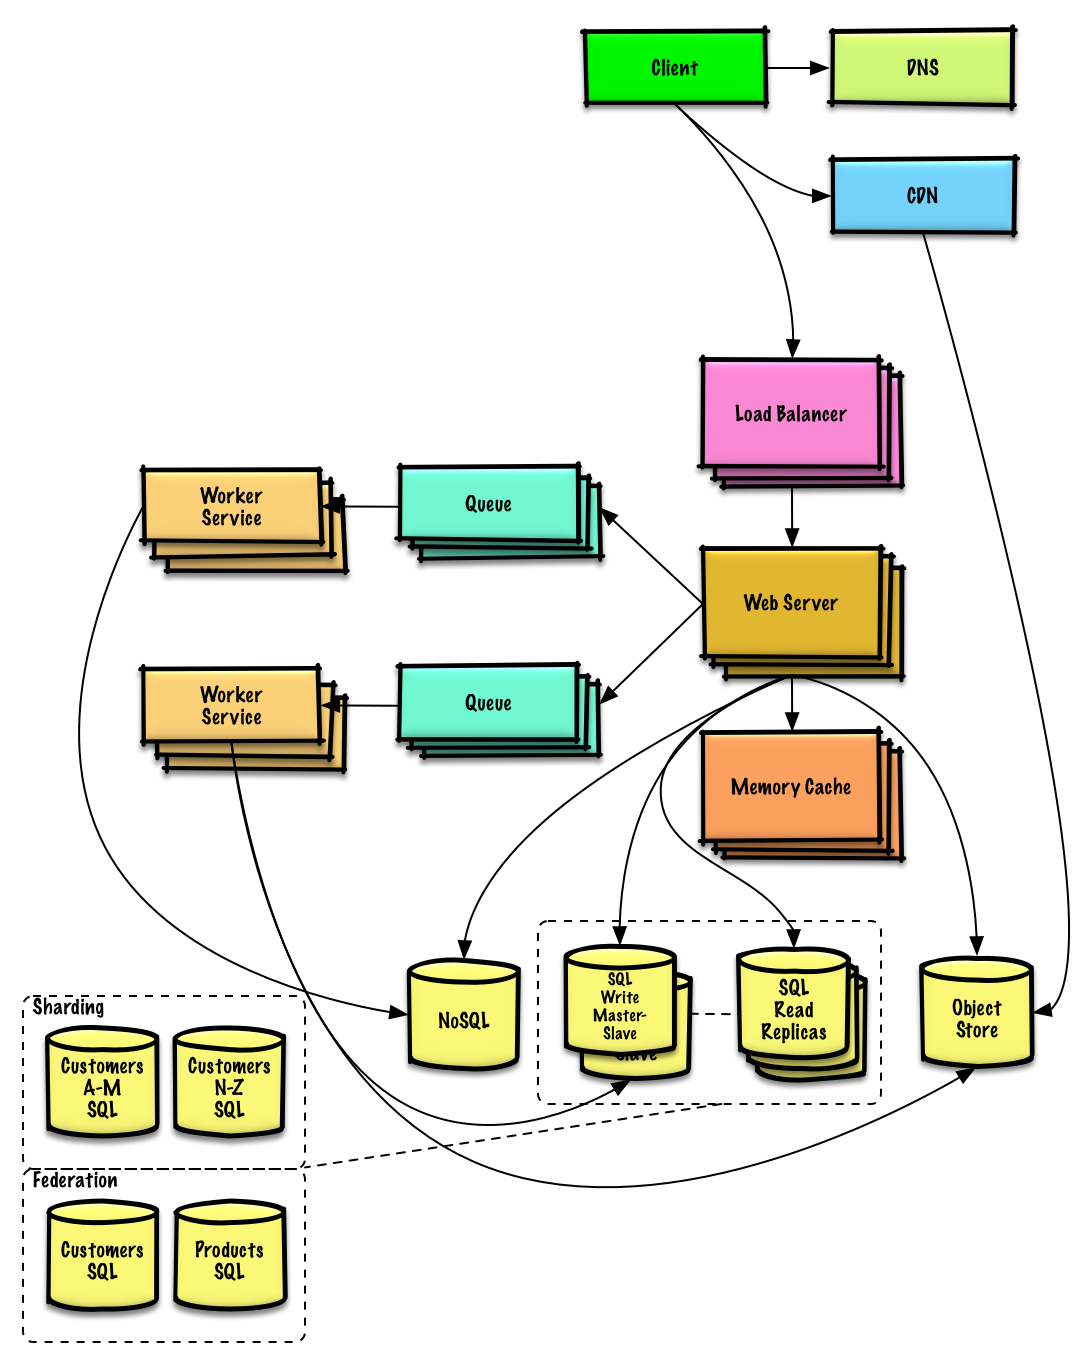 Client
DNS
CDN
Load Balancer
Worker
Service
Queue
Web Server
Worker
Service
Queue
Memory Cache
NoSQL
SQL
Write
Master-
Slave
Slave
SQL
Read
Replicas
Object
Store
Sharding
Customers
A-M
SQL
Customers
N-Z
SQL
Federation
Customers
SQL
Products
SQL